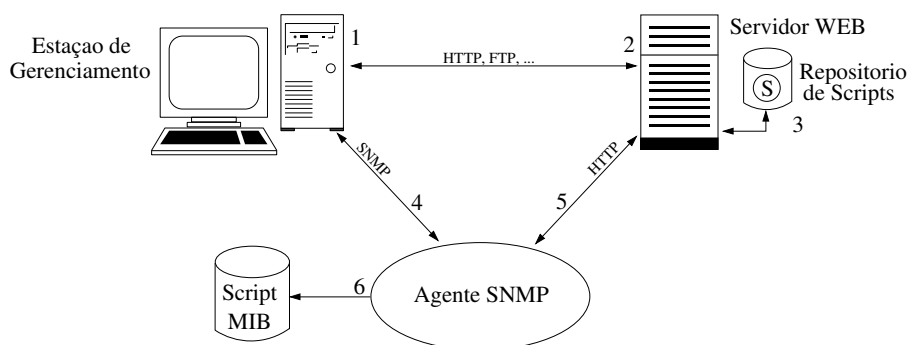 Estaçao de
Gerenciamento
1
HTTP, FTP, ...
2
Servidor WEB
S
Repositorio
de Scripts
3
SNMP
4
HTTP
5
Script
MIB
6
Agente SNMP